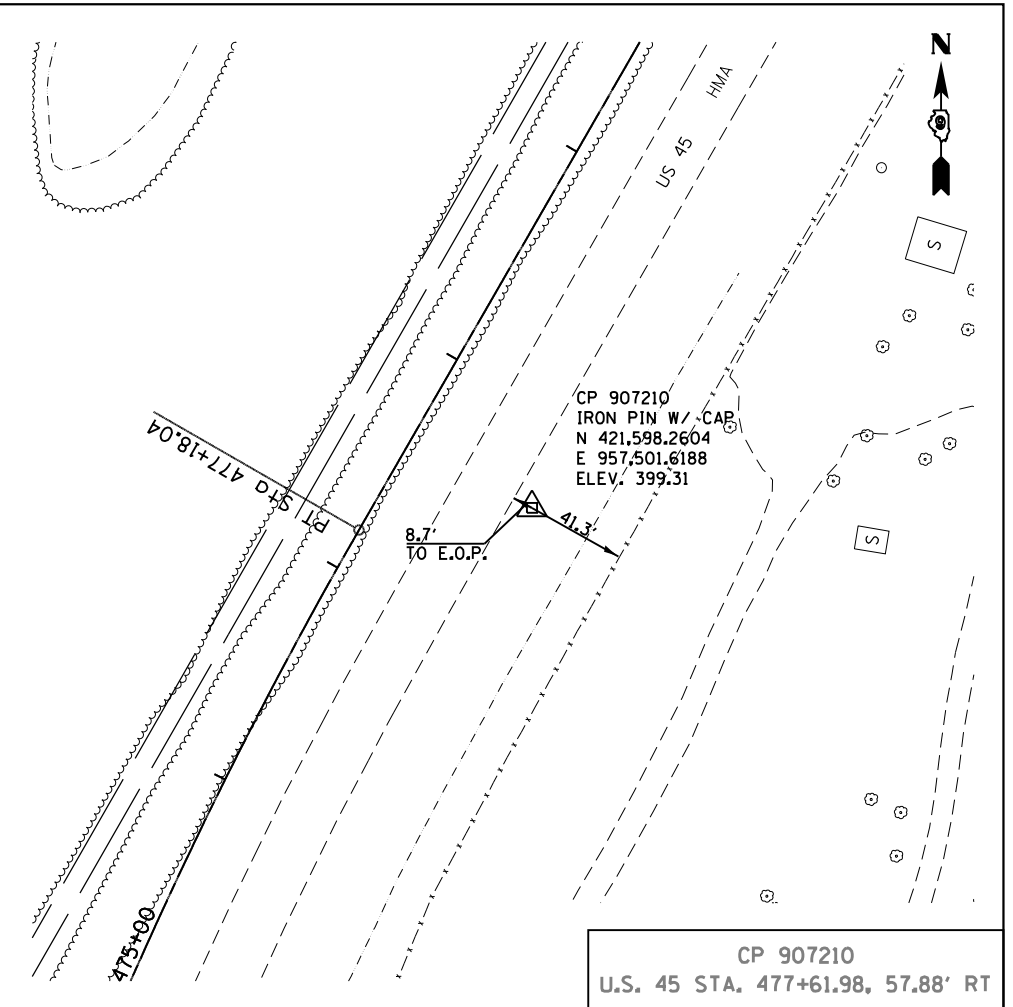 N
HMA
US 45
S
CP 907210
IRON PIN W/ CAP
N 421,598.2604
E 957,501.6188
ELEV. 399.31
PT Sta 477+18.04
8.7'
TO E.O.P.
41.3'
S
475+00
CP 907210
U.S. 45 STA. 477+61.98, 57.88' RT